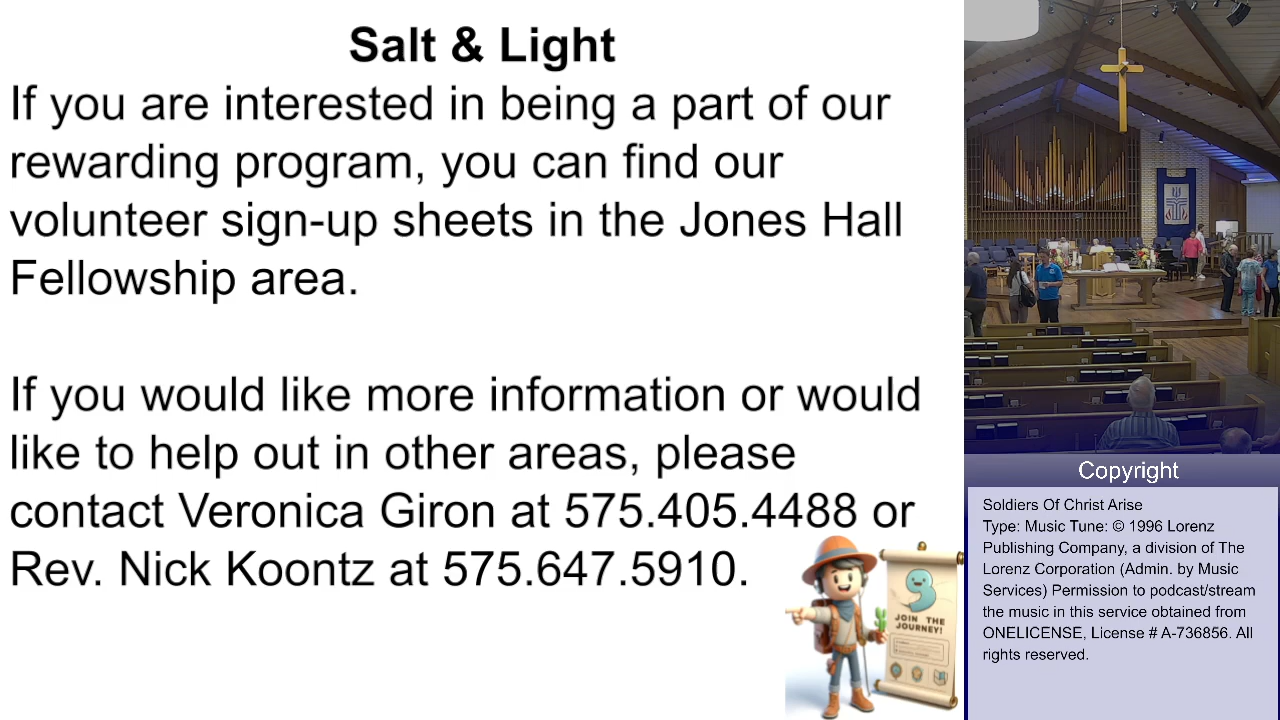 Salt & Light
If you are interested in being a part of our
rewarding program, you can find our
volunteer sign-up sheets in the Jones Hall
Fellowship area.
If you would like more information or would
like to help out in other areas, please
contact Veronica Giron at 575.405.4488 or
Rev. Nick Koontz at 575.647.5910.
JOIN THE
JOURNEY!
Copyright
Soldiers Of Christ Arise
Type: Music Tune: © 1996 Lorenz
Publishing Company, a division of The
Lorenz Corporation (Admin. by Music
Services) Permission to podcast/stream
the music in this service obtained from
ONELICENSE, License # A-736856. All
rights reserved.